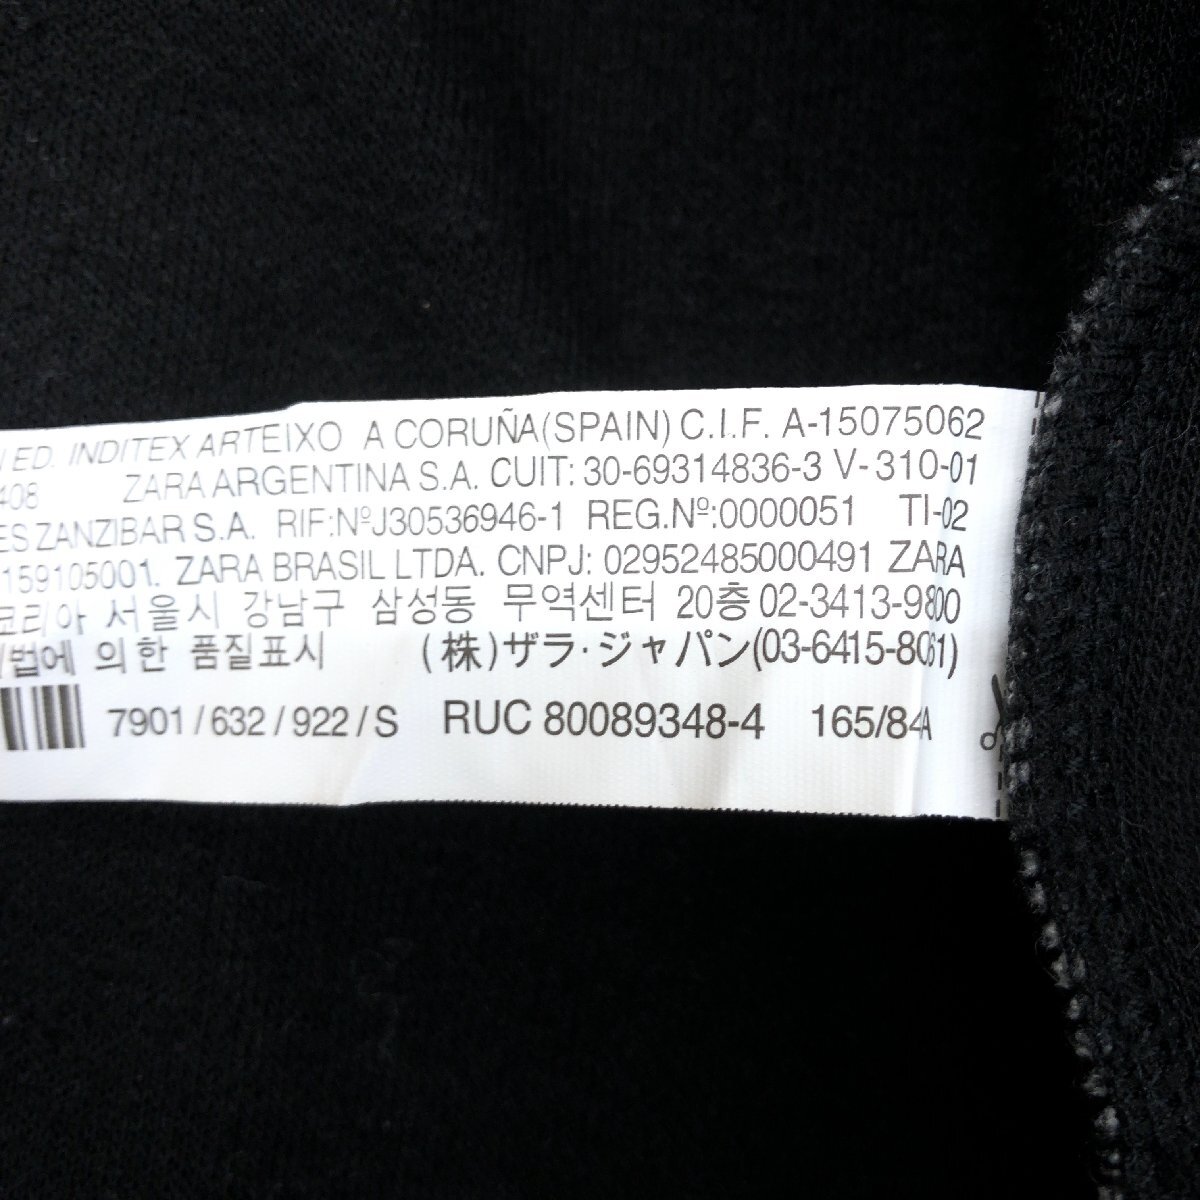 ED. INDITEX ARTEIXO A CORUÑA (SPAIN) C.I.F. A-15075062
408 ZARA ARGENTINA S.A. CUIT: 30-69314836-3 V-310-01
ES ZANZIBAR S.A. RIF:NºJ30536946-1 REG.Nº:0000051 TI-02
159105001. ZARA BRASIL LTDA. CNPJ: 02952485000491 ZARA
코리아 서울시 강남구 삼성동 무역센터 20층 02-3413-9800
법에 의한 품질표시 (株)ザラ・ジャパン(03-6415-8061)
7901/632/922/S RUC 80089348-4 165/84A